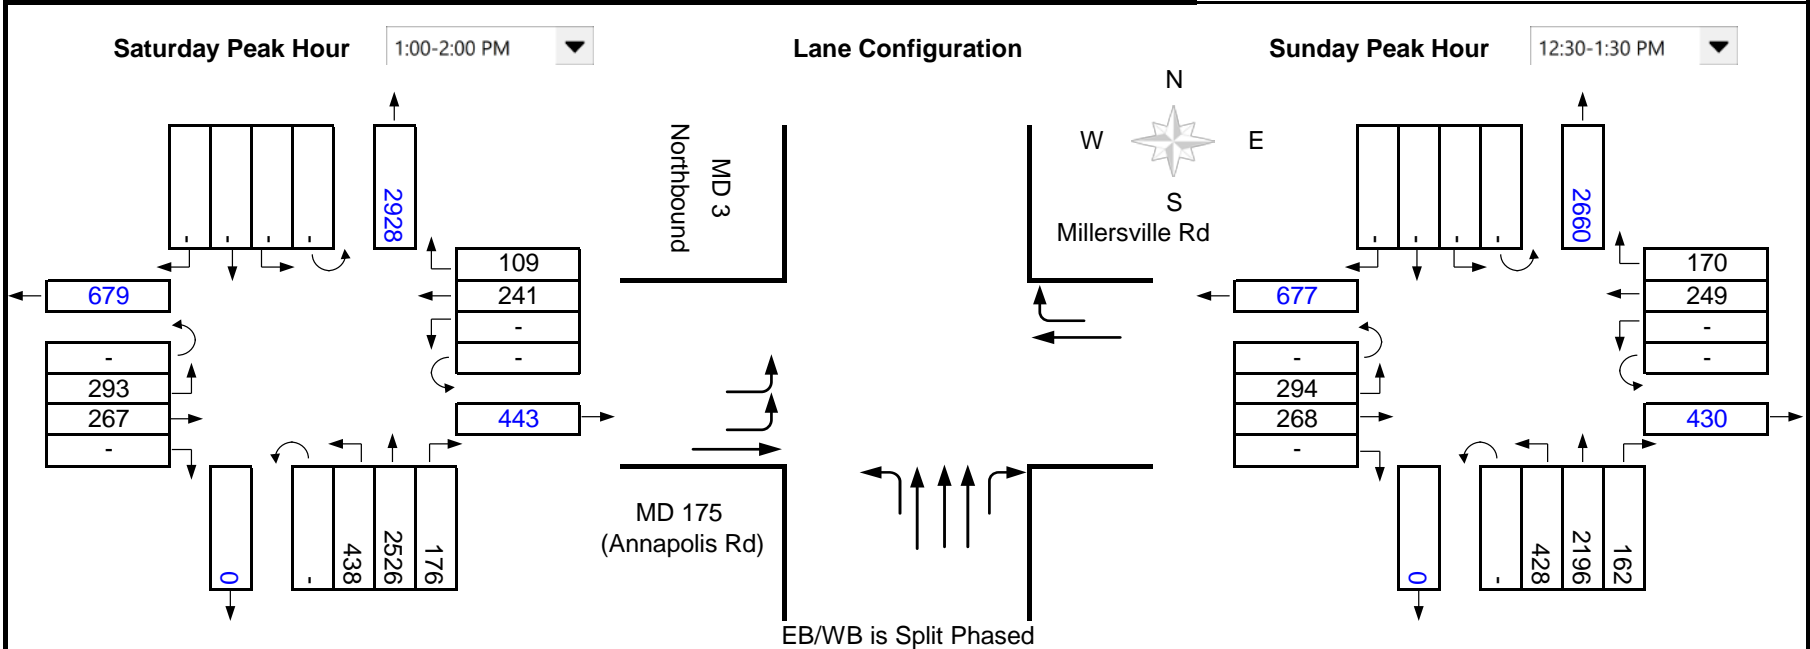 Saturday Peak Hour
1:00-2:00 PM
Lane Configuration
Sunday Peak Hour
12:30-1:30 PM
- - - -
2928
109
241
-
-
679
-
293
267
-
443
0
- 438 2526 176
MD 3
Northbound
N
W
E
S
Millersville Rd
MD 175
(Annapolis Rd)
EB/WB is Split Phased
- - - -
2660
170
249
-
-
677
-
294
268
-
430
0
- 428 2196 162